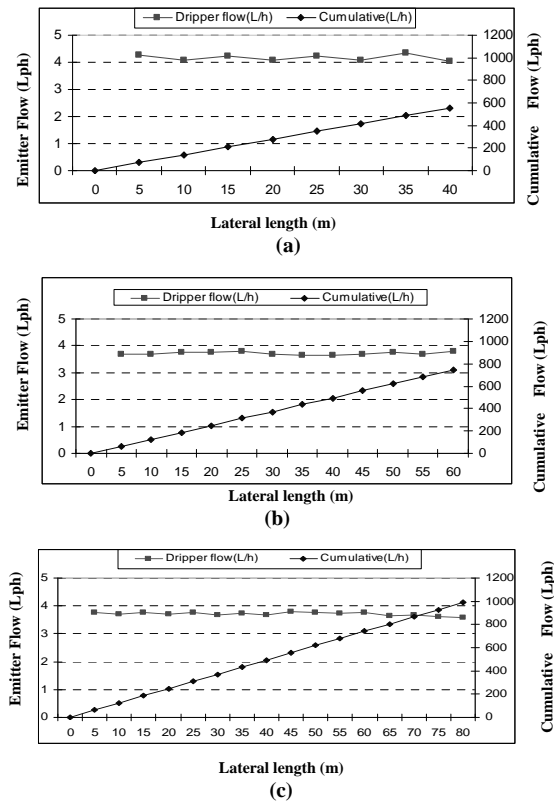 Dripper flow(L/h) Cumulative(L/h)
Emitter Flow (Lph)
5
4
3
2
1
0
1200
1000
800
600
400
200
0
Cumulative Flow (Lph)
0 5 10 15 20 25 30 35 40
Lateral length (m)
(a)
Dripper flow(L/h) Cumulative(L/h)
Emitter Flow (Lph)
5
4
3
2
1
0
1200
1000
800
600
400
200
0
Cumulative Flow (Lph)
0 5 10 15 20 25 30 35 40 45 50 55 60
Lateral length (m)
(b)
Dripper flow(L/h) Cumulative(L/h)
Emitter Flow (Lph)
5
4
3
2
1
0
1200
1000
800
600
400
200
0
Cumulative Flow (Lph)
0 5 10 15 20 25 30 35 40 45 50 55 60 65 70 75 80
Lateral length (m)
(c)